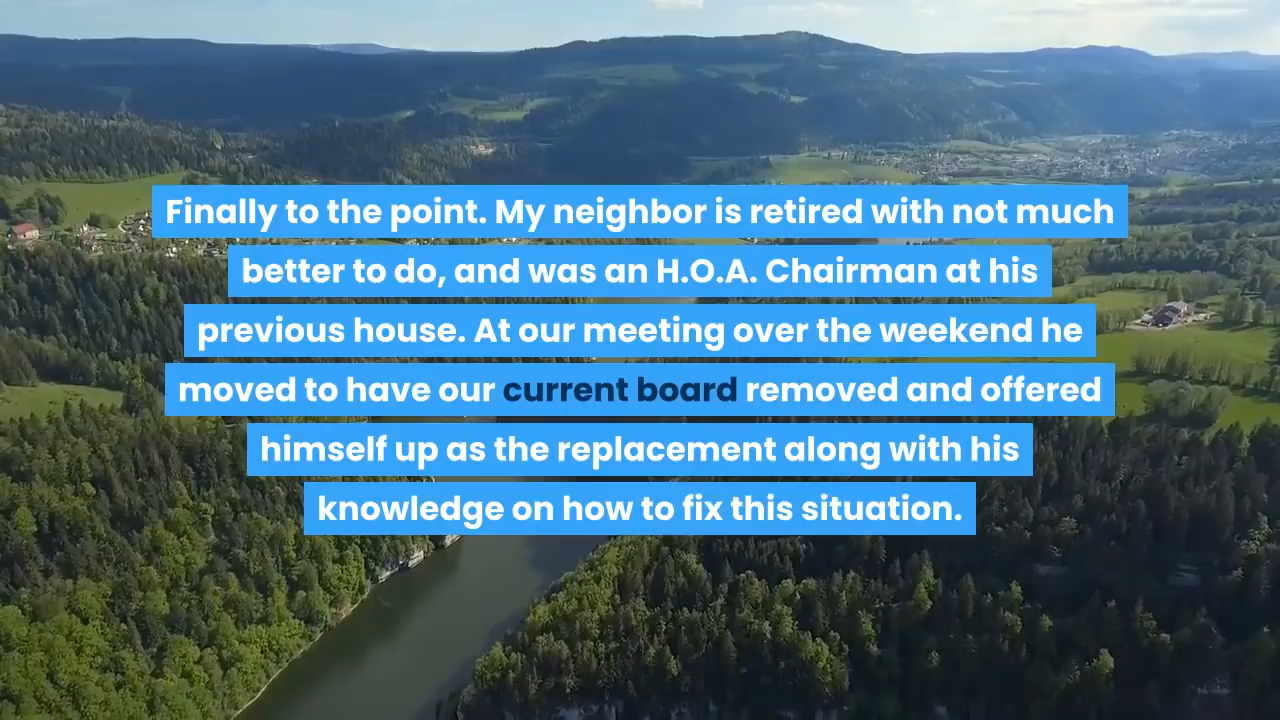 Finally to the point. My neighbor is retired with not much
better to do, and was an H.O.A. Chairman at his
previous house. At our meeting over the weekend he
moved to have our current board removed and offered
himself up as the replacement along with his
knowledge on how to fix this situation.